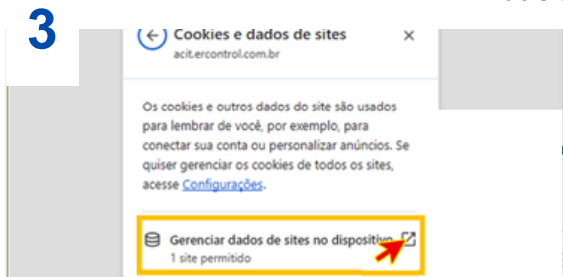 3
Cookies e dados de sites
acit.ercontrol.com.br
Os cookies e outros dados do site são usados
para lembrar de você, por exemplo, para
conectar sua conta ou personalizar anúncios. Se
quiser gerenciar os cookies de todos os sites,
acesse Configurações.
Gerenciar dados de sites no dispositivo
1 site permitido